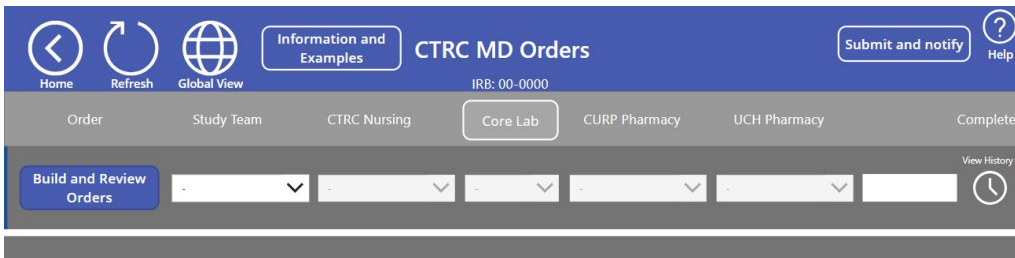 Information and
Examples
CTRC MD Orders
Submit and notify
?
Help
Home
Refresh
Global View
IRB: 00-0000
Order
Study Team
CTRC Nursing
Core Lab
CURP Pharmacy
UCH Pharmacy
Complete
View History
Build and Review
Orders
-
-
-
-
-